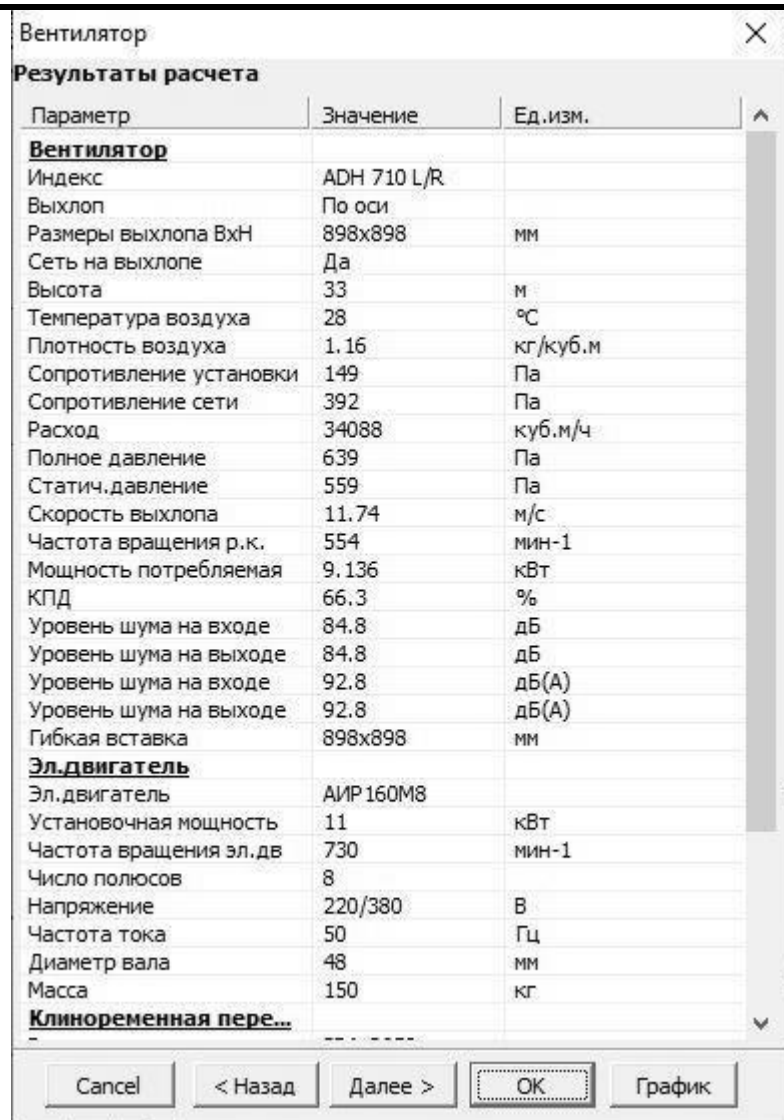 Вентилятор
Результаты расчета
Параметр Значение Ед.изм.
Вентилятор
Индекс ADH 710 L/R
Выхлоп По оси
Размеры выхлопа ВхН 898x898 мм
Сеть на выхлопе Да
Высота 33 м
Температура воздуха 28 °C
Плотность воздуха 1.16 кг/куб.м
Сопротивление установки 149 Па
Сопротивление сети 392 Па
Расход 34088 куб.м/ч
Полное давление 639 Па
Статич.давление 559 Па
Скорость выхлопа 11.74 м/с
Частота вращения р.к. 554 мин-1
Мощность потребляемая 9.136 кВт
КПД 66.3 %
Уровень шума на входе 84.8 дБ
Уровень шума на выходе 84.8 дБ
Уровень шума на входе 92.8 дБ(А)
Уровень шума на выходе 92.8 дБ(А)
Гибкая вставка 898x898 мм
Эл.двигатель
Эл.двигатель АИР160М8
Установочная мощность 11 кВт
Частота вращения эл.дв 730 мин-1
Число полюсов 8
Напряжение 220/380 В
Частота тока 50 Гц
Диаметр вала 48 мм
Масса 150 кг
Клиноременная пере...
Cancel < Назад Далее > OK График